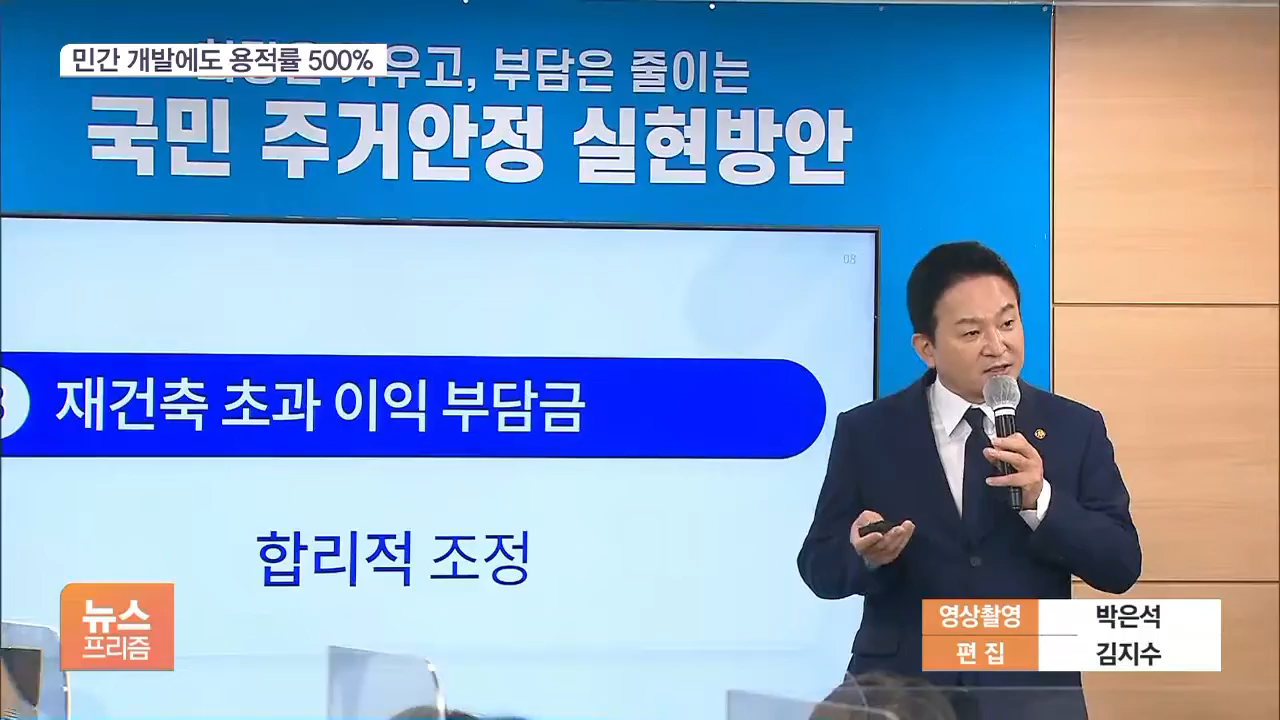 민간 개발에도 용적률 500%
부담은 줄이는
국민 주거안정 실현방안
08
재건축 초과 이익 부담금
합리적 조정
뉴스
프리즘
영상촬영 박은석
편집 김지수